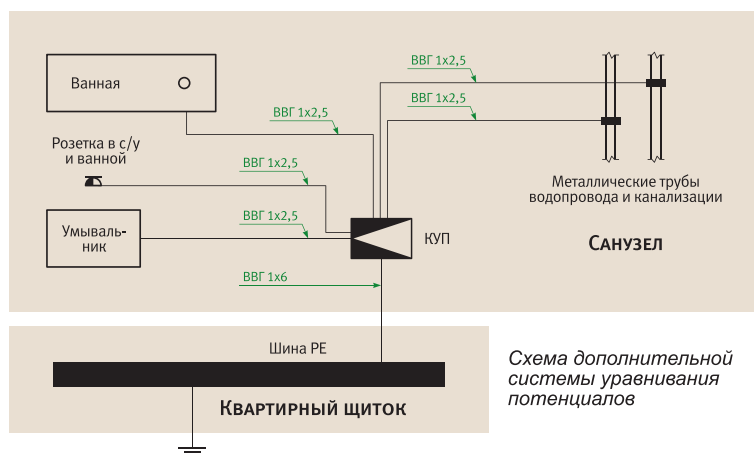 Ванная
ВВГ 1х2,5
ВВГ 1х2,5
ВВГ 1х2,5
Розетка в с/у
и ванной
ВВГ 1х2,5
Умываль-
ник
ВВГ 1х2,5
КУП
Металлические трубы
водопровода и канализации
Санузел
ВВГ 1х6
Шина РЕ
Квартирный щиток
Схема дополнительной
системы уравнивания
потенциалов